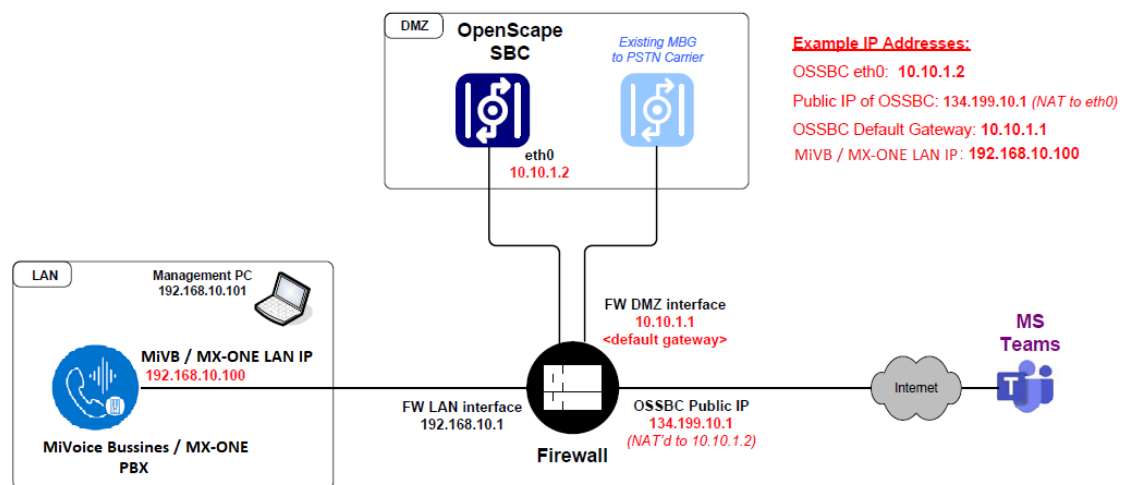 DMZ
OpenScape
SBC
Existing MBG
to PSTN Carrier
eth0
10.10.1.2
Example IP Addresses:
OSSBC eth0: 10.10.1.2
Public IP of OSSBC: 134.199.10.1 (NAT to eth0)
OSSBC Default Gateway: 10.10.1.1
MiVB / MX-ONE LAN IP: 192.168.10.100
LAN
Management PC
192.168.10.101
MiVB / MX-ONE LAN IP
192.168.10.100
MiVoice Bussines / MX-ONE
PBX
FW LAN interface
192.168.10.1
FW DMZ interface
10.10.1.1
<default gateway>
OSSBC Public IP
134.199.10.1
(NAT'd to 10.10.1.2)
Firewall
Internet
MS
Teams
T